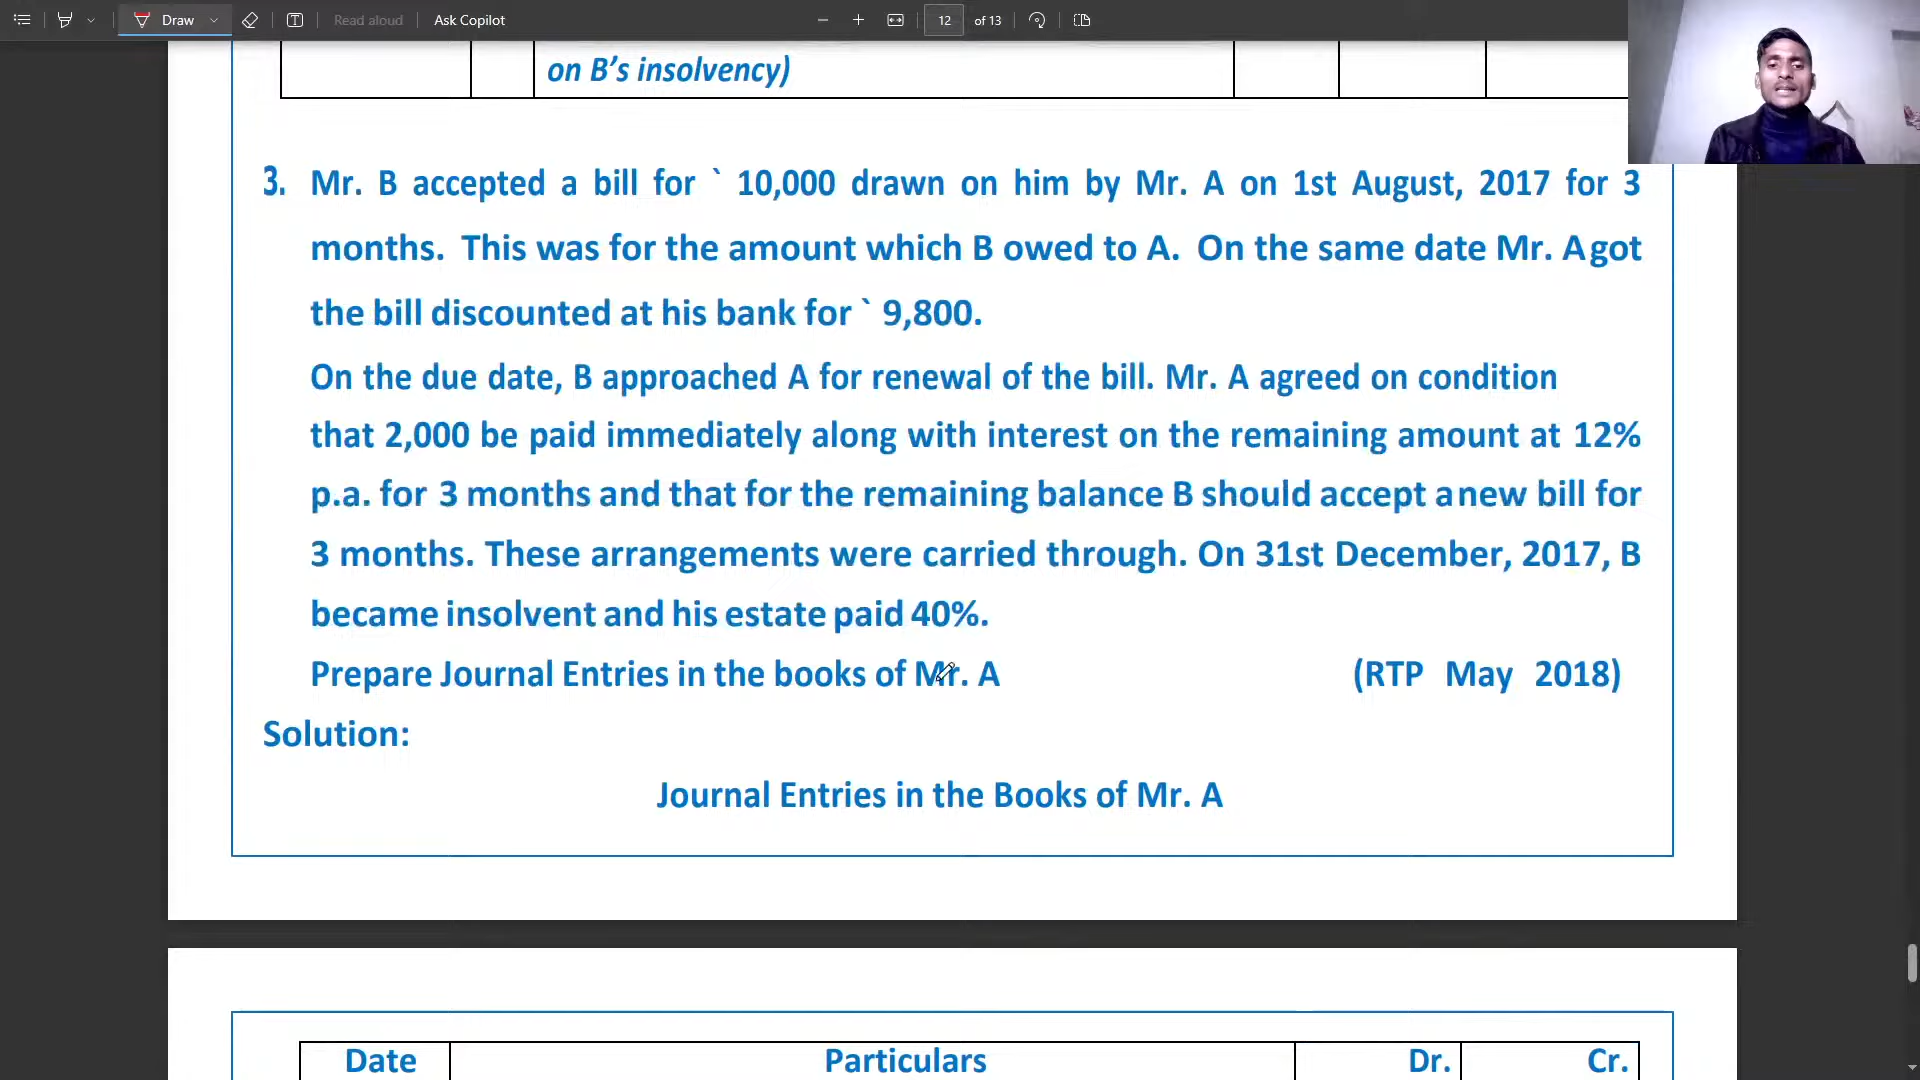 Draw
Read aloud
Ask Copilot
12
of 13
on B's insolvency)
3. Mr. B accepted a bill for ` 10,000 drawn on him by Mr. A on 1st August, 2017 for 3
months. This was for the amount which B owed to A. On the same date Mr. A got
the bill discounted at his bank for ` 9,800.
On the due date, B approached A for renewal of the bill. Mr. A agreed on condition
that 2,000 be paid immediately along with interest on the remaining amount at 12%
p.a. for 3 months and that for the remaining balance B should accept a new bill for
3 months. These arrangements were carried through. On 31st December, 2017, B
became insolvent and his estate paid 40%.
Prepare Journal Entries in the books of Mr. A (RTP May 2018)
Solution:
Journal Entries in the Books of Mr. A
Date Particulars Dr. Cr.